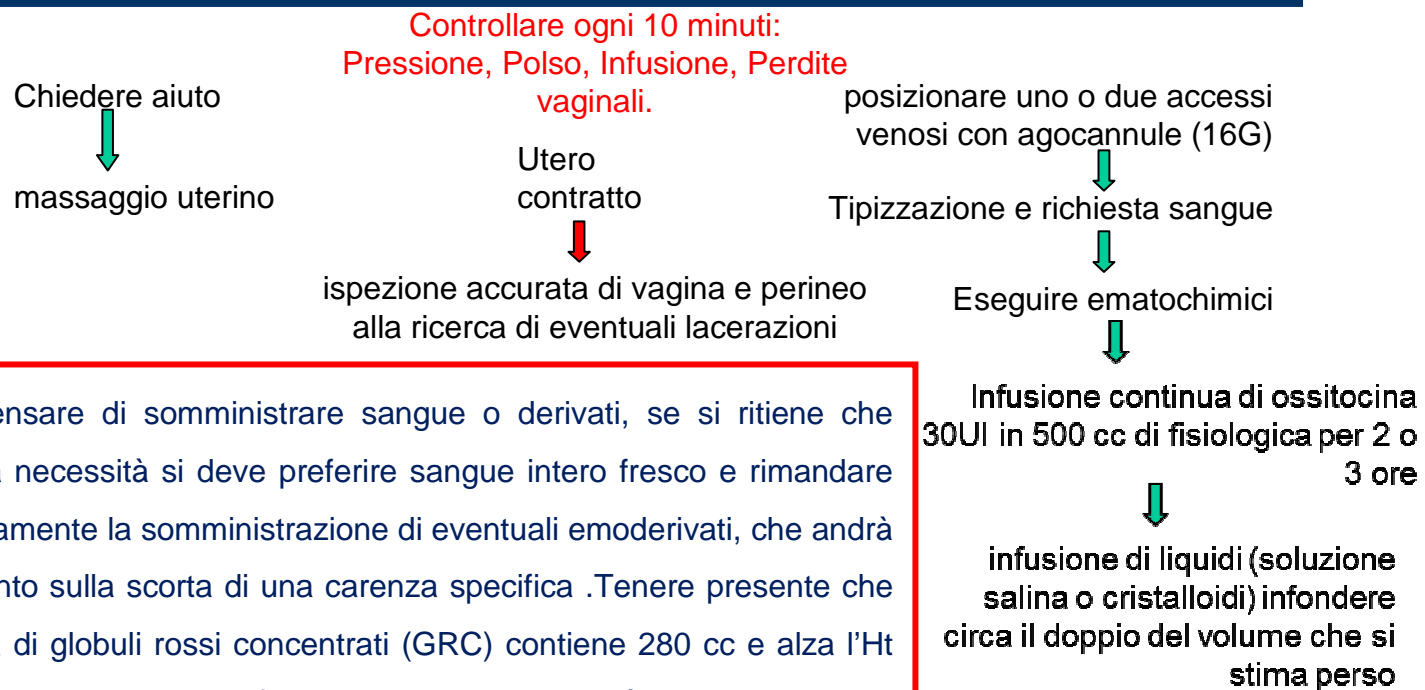 Controllare ogni 10 minuti:
Pressione, Polso, Infusione, Perdite
vaginali.
Chiedere aiuto
massaggio uterino
Utero
contratto
ispezione accurata di vagina e perineo
alla ricerca di eventuali lacerazioni
posizionare uno o due accessi
venosi con agocannule (16G)
Tipizzazione e richiesta sangue
Eseguire ematochimici
Infusione continua di ossitocina
30UI in 500 cc di fisiologica per 2 o
3 ore
infusione di liquidi (soluzione
salina o cristalloidi) infondere
circa il doppio del volume che si
stima perso
di somministrare sangue o derivati, se si ritiene che
necessità si deve preferire sangue intero fresco e rimandare
la somministrazione di eventuali emoderivati, che andrà
sulla scorta di una carenza specifica .Tenere presente che
di globuli rossi concentrati (GRC) contiene 280 cc e alza l'Ht